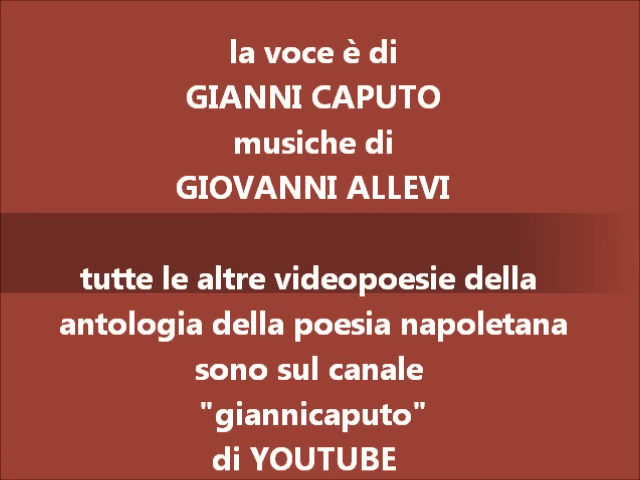 la voce è di
GIANNI CAPUTO
musiche di
GIOVANNI ALLEVI
tutte le altre videopoesie della
antologia della poesia napoletana
sono sul canale
"giannicaputo"
di YOUTUBE